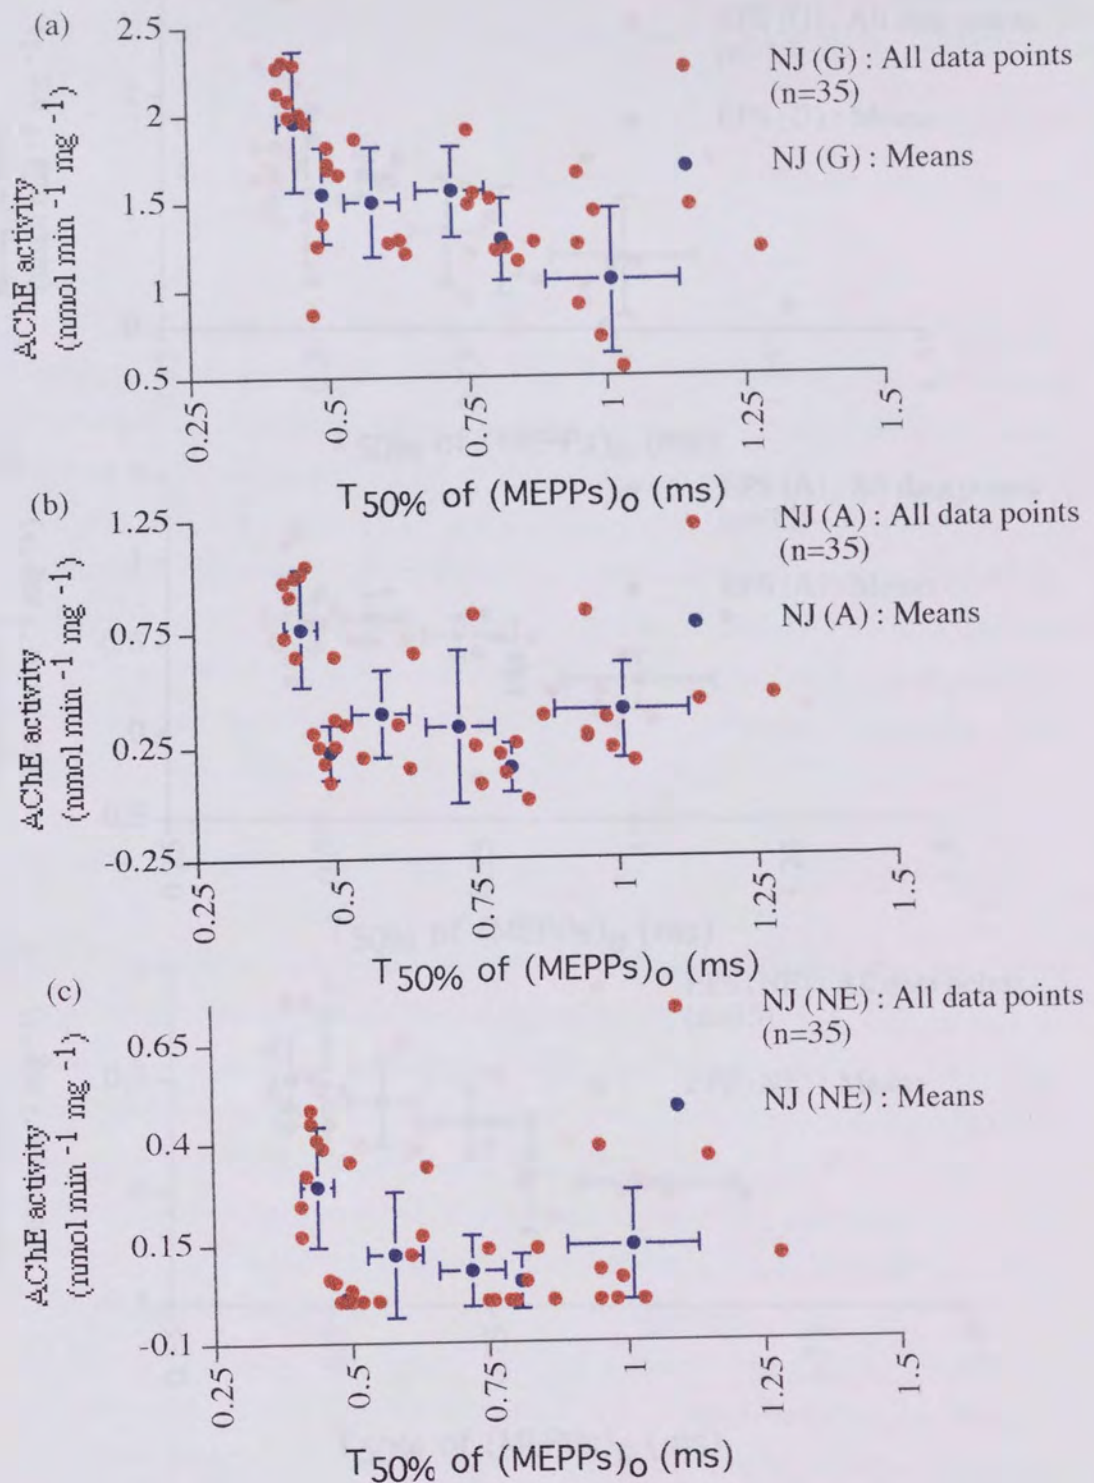 (a)
2.5
2
1.5
1
0.5
AChE activity
(nmol min -1 mg -1)
NJ (G) : All data points
(n=35)
NJ (G) : Means
0.25
0.5
0.75
1
1.25
1.5
T50% of (MEPPs)o (ms)
(b)
1.25
0.75
0.25
-0.25
AChE activity
(nmol min -1 mg -1)
NJ (A) : All data points
(n=35)
NJ (A) : Means
0.25
0.5
0.75
1
1.25
1.5
T50% of (MEPPs)o (ms)
(c)
0.65
0.4
0.15
-0.1
AChE activity
(nmol min -1 mg -1)
NJ (NE) : All data points
(n=35)
NJ (NE) : Means
0.25
0.5
0.75
1
1.25
1.5
T50% of (MEPPs)o (ms)